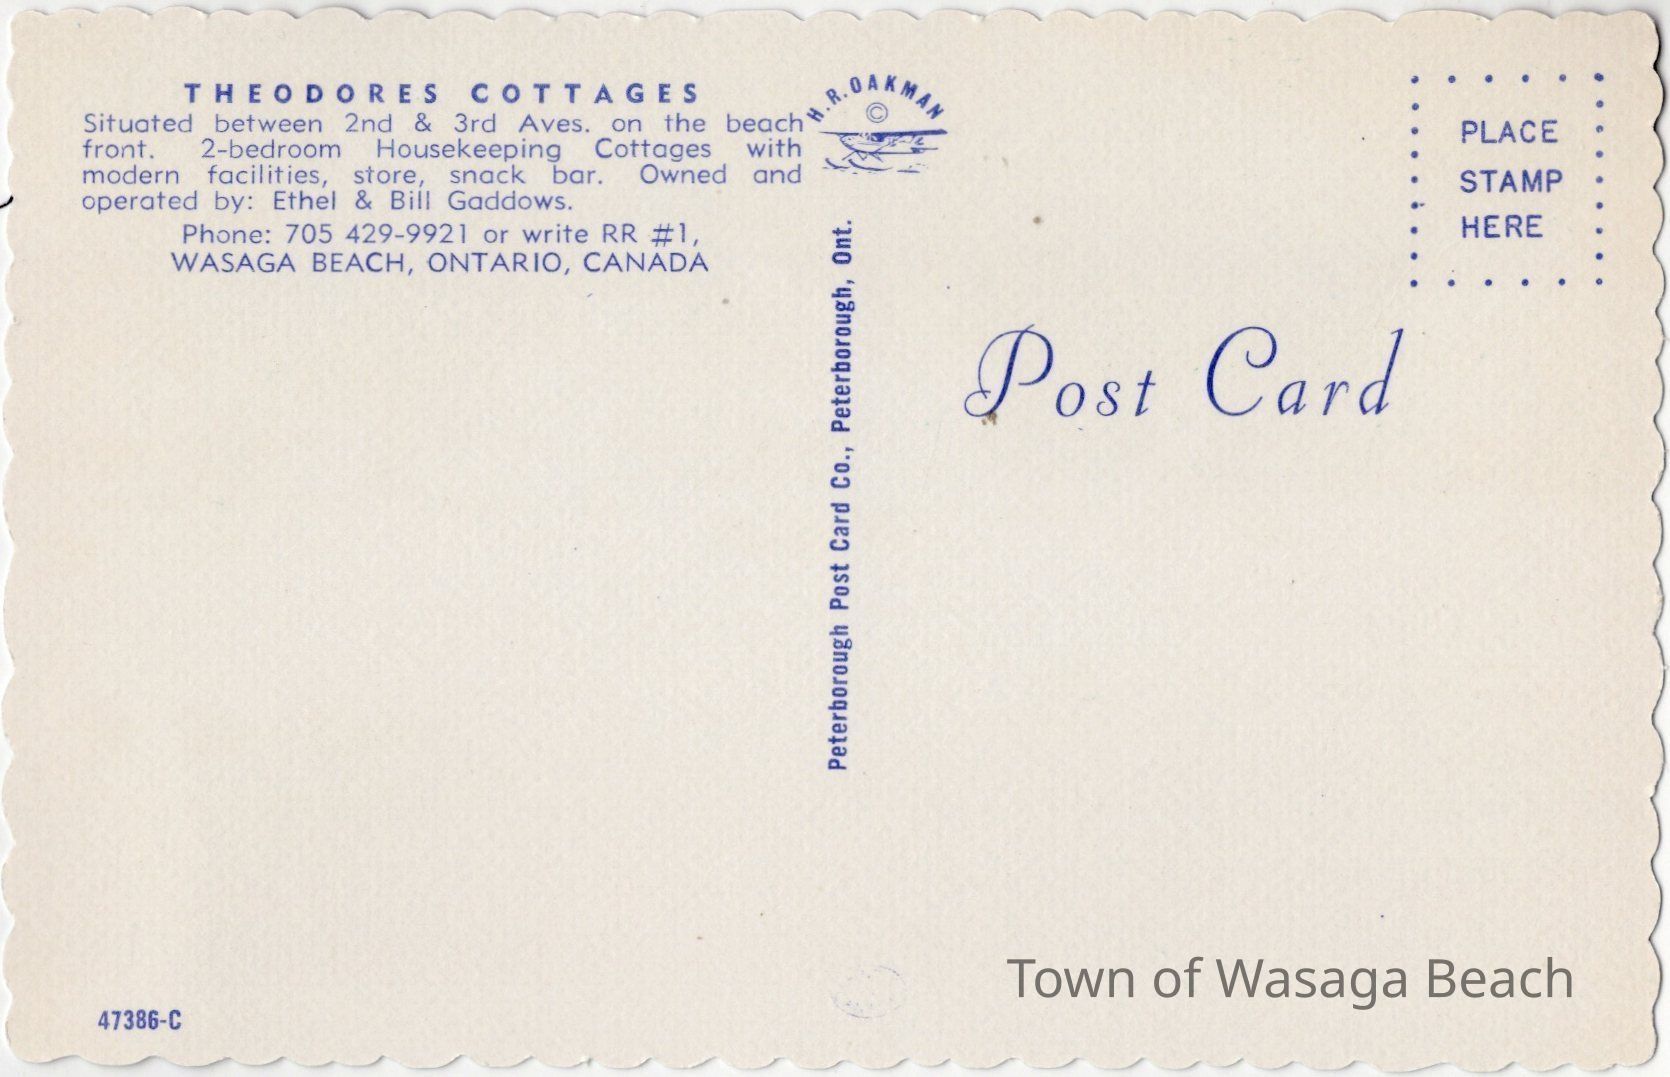 THEODORES COTTAGES
Situated between 2nd & 3rd Aves. on the beach
front. 2-bedroom Housekeeping Cottages with
modern facilities, store, snack bar. Owned and
operated by: Ethel & Bill Gaddows.
Phone: 705 429-9921 or write RR #1,
WASAGA BEACH, ONTARIO, CANADA
H.R. OAKMAN
©
Peterborough Post Card Co., Peterborough, Ont.
PLACE
STAMP
HERE
Post Card
47386-C
Town of Wasaga Beach